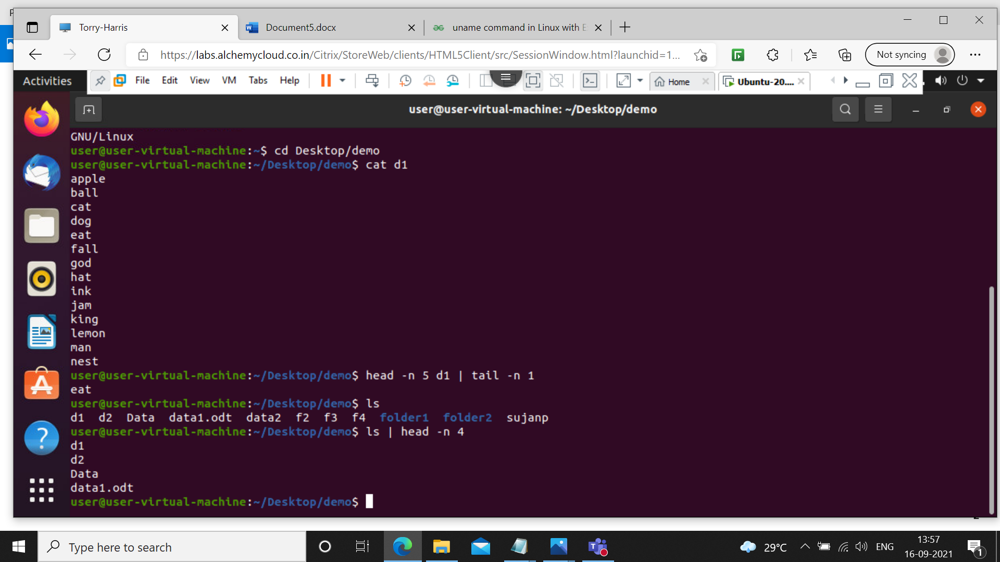 P
Torry-Harris
Document5.docx
uname command in Linux with E
https://labs.alchemycloud.co.in/Citrix/StoreWeb/clients/HTML5Client/src/SessionWindow.html?launchid=1...
Not syncing
Activities
File Edit View VM Tabs Help
Home
Ubuntu-20....
user@user-virtual-machine: ~/Desktop/demo
GNU/Linux
user@user-virtual-machine:~$ cd Desktop/demo
user@user-virtual-machine:~/Desktop/demo$ cat d1
apple
ball
cat
dog
eat
fall
god
hat
ink
jam
king
lemon
man
nest
user@user-virtual-machine:~/Desktop/demo$ head -n 5 d1 | tail -n 1
eat
user@user-virtual-machine:~/Desktop/demo$ ls
d1 d2 Data data1.odt data2 f2 f3 f4 folder1 folder2 sujanp
user@user-virtual-machine:~/Desktop/demo$ ls | head -n 4
d1
d2
Data
data1.odt
user@user-virtual-machine:~/Desktop/demo$
Type here to search
29°C
ENG
13:57
16-09-2021
1